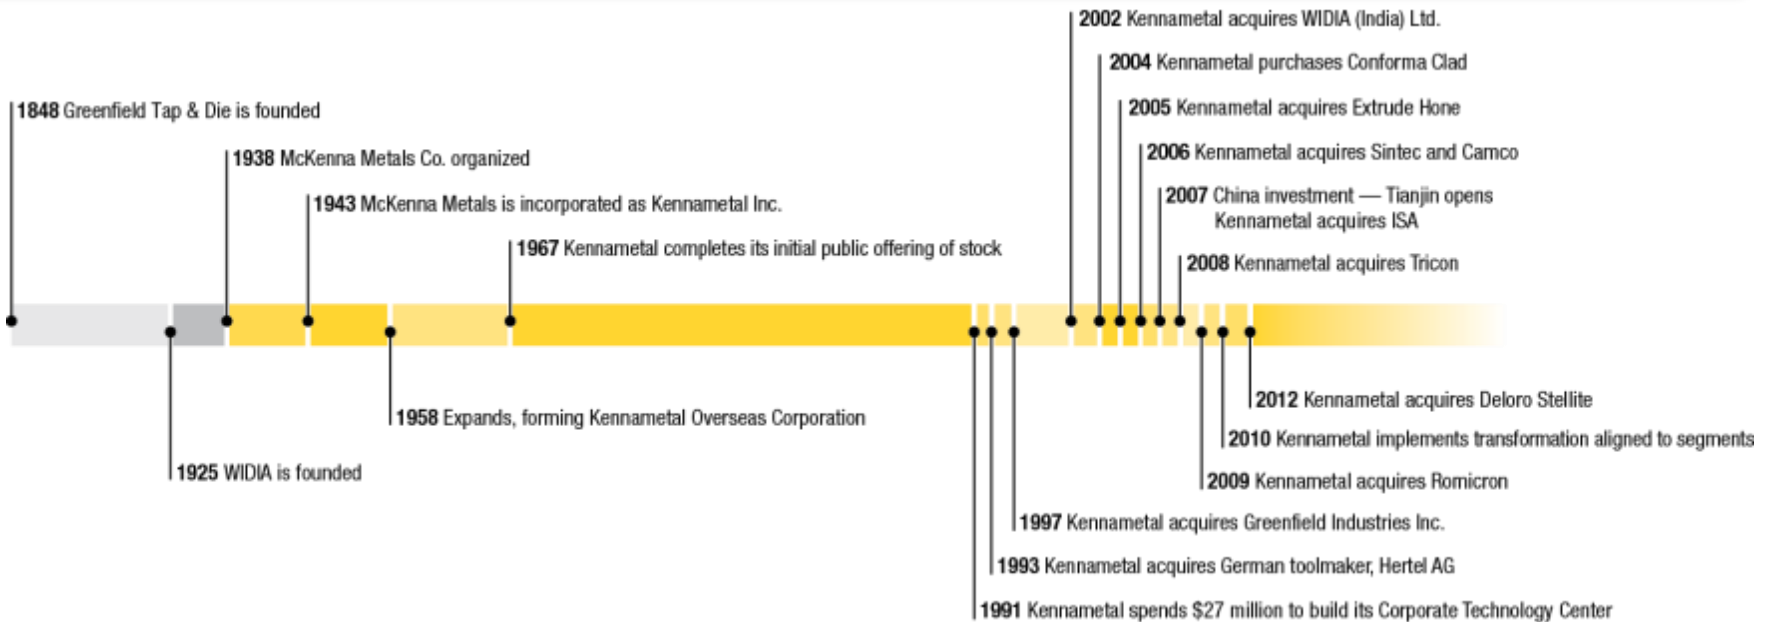 2002 Kennametal acquires WIDIA (India) Ltd.
2004 Kennametal purchases Conforma Clad
1848 Greenfield Tap & Die is founded
2005 Kennametal acquires Extrude Hone
1938 McKenna Metals Co. organized
2006 Kennametal acquires Sintec and Camco
1943 McKenna Metals is incorporated as Kennametal Inc.
2007 China investment — Tianjin opens
Kennametal acquires ISA
1967 Kennametal completes its initial public offering of stock
2008 Kennametal acquires Tricon
1958 Expands, forming Kennametal Overseas Corporation
2012 Kennametal acquires Deloro Stellite
2010 Kennametal implements transformation aligned to segments
1925 WIDIA is founded
2009 Kennametal acquires Romicron
1997 Kennametal acquires Greenfield Industries Inc.
1993 Kennametal acquires German toolmaker, Hertel AG
1991 Kennametal spends $27 million to build its Corporate Technology Center